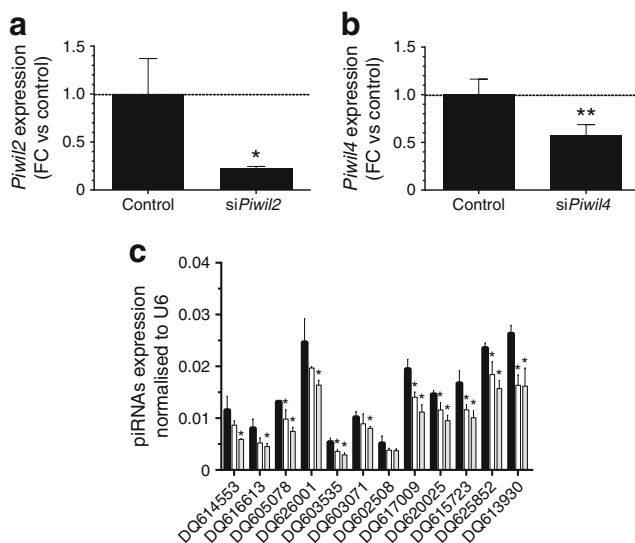 a
Piwil2 expression
(FC vs control)
1.5
1.0
0.5
0
*
Control
siPiwil2
b
Piwil4 expression
(FC vs control)
1.5
1.0
0.5
0
**
Control
siPiwil4
c
piRNAs expression
normalised to U6
0.04
0.03
0.02
0.01
0
* * * * * * * * * * * * * * * * * * *
DQ614553
DQ616613
DQ605078
DQ626001
DQ603535
DQ603071
DQ602508
DQ617009
DQ620025
DQ615723
DQ625852
DQ613930